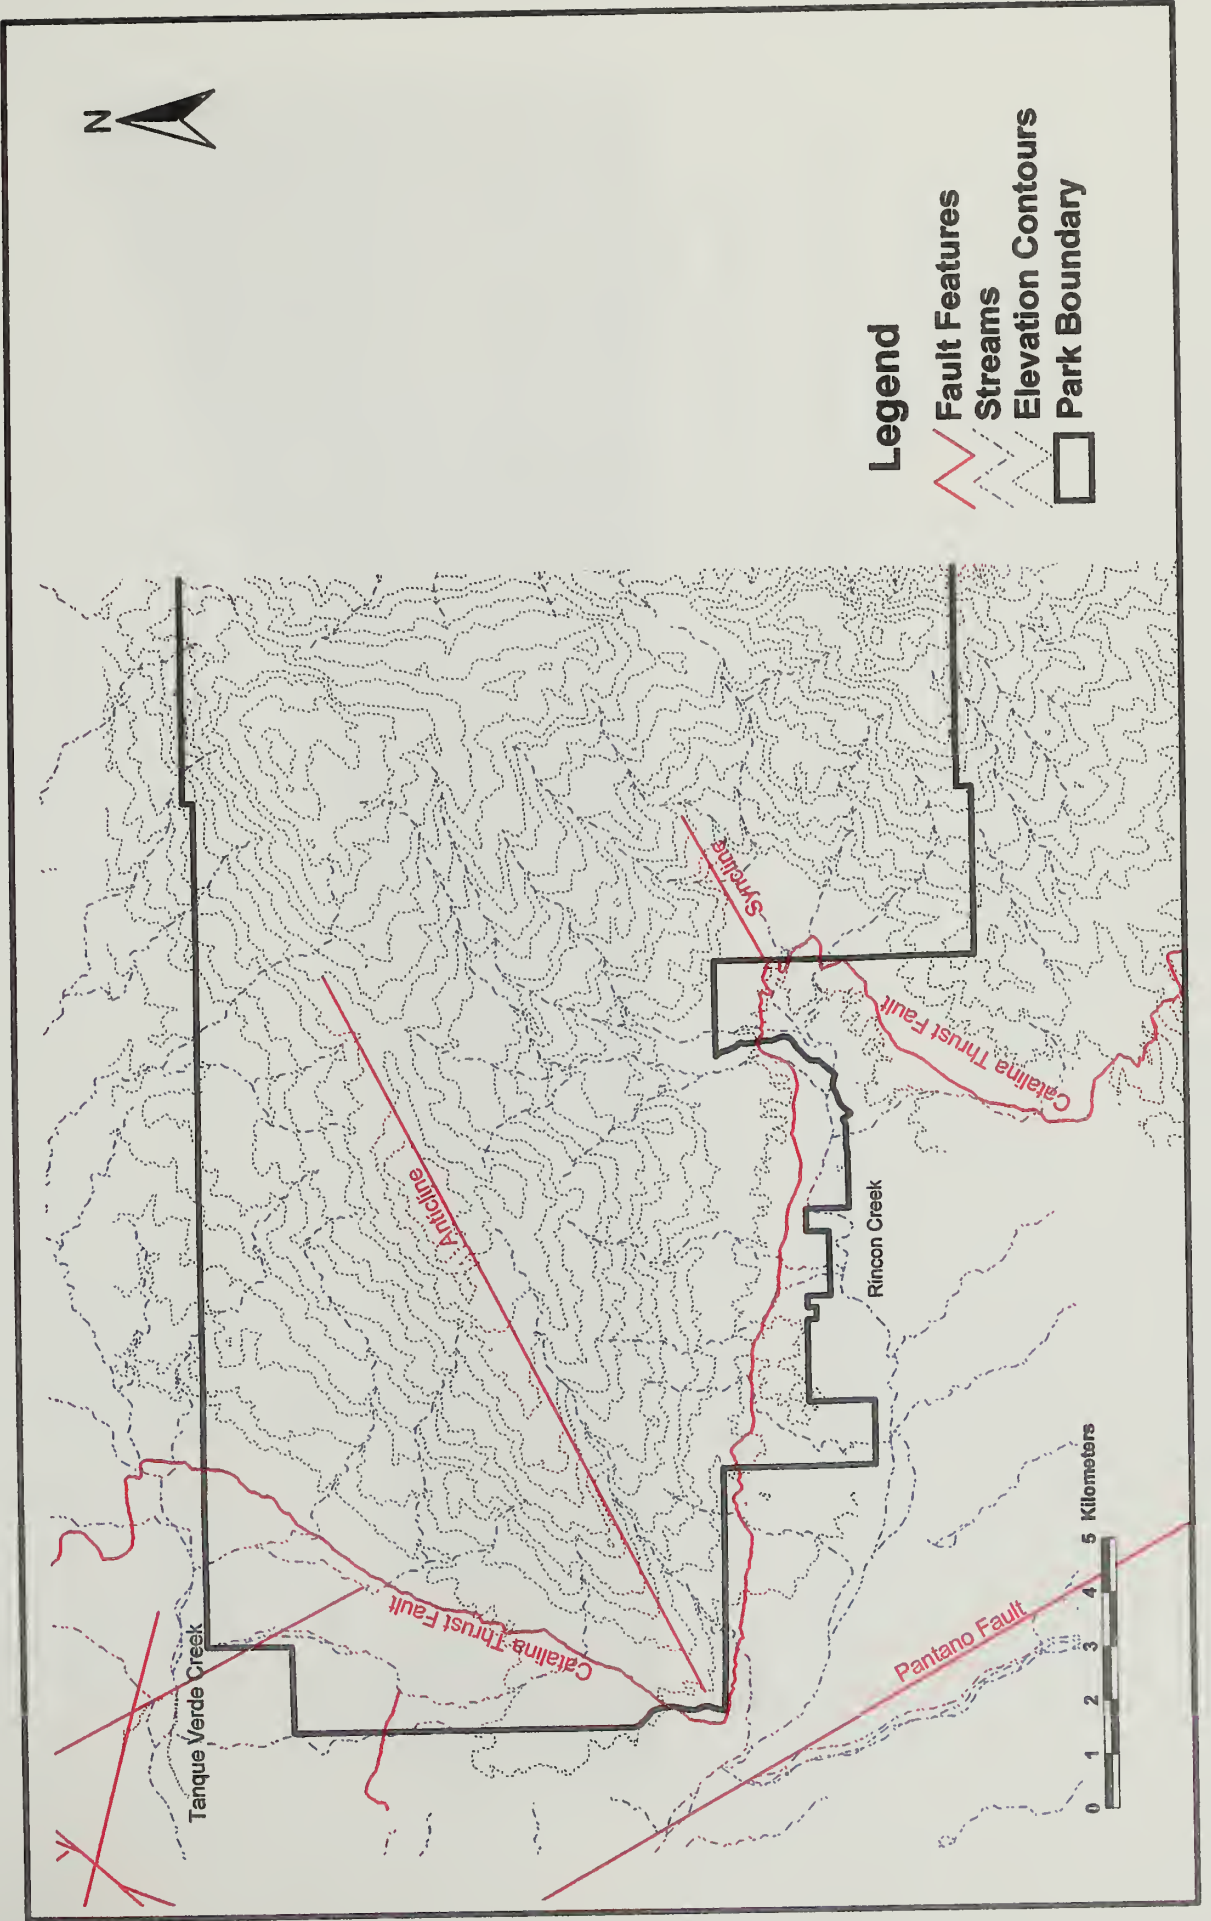 N
Tanque Verde Creek
Catalina Thrust Fault
Anticline
Syncline
Catalina Thrust Fault
Rincon Creek
Pantano Fault
0 1 2 3 4 5 Kilometers
Legend
Fault Features
Streams
Elevation Contours
Park Boundary